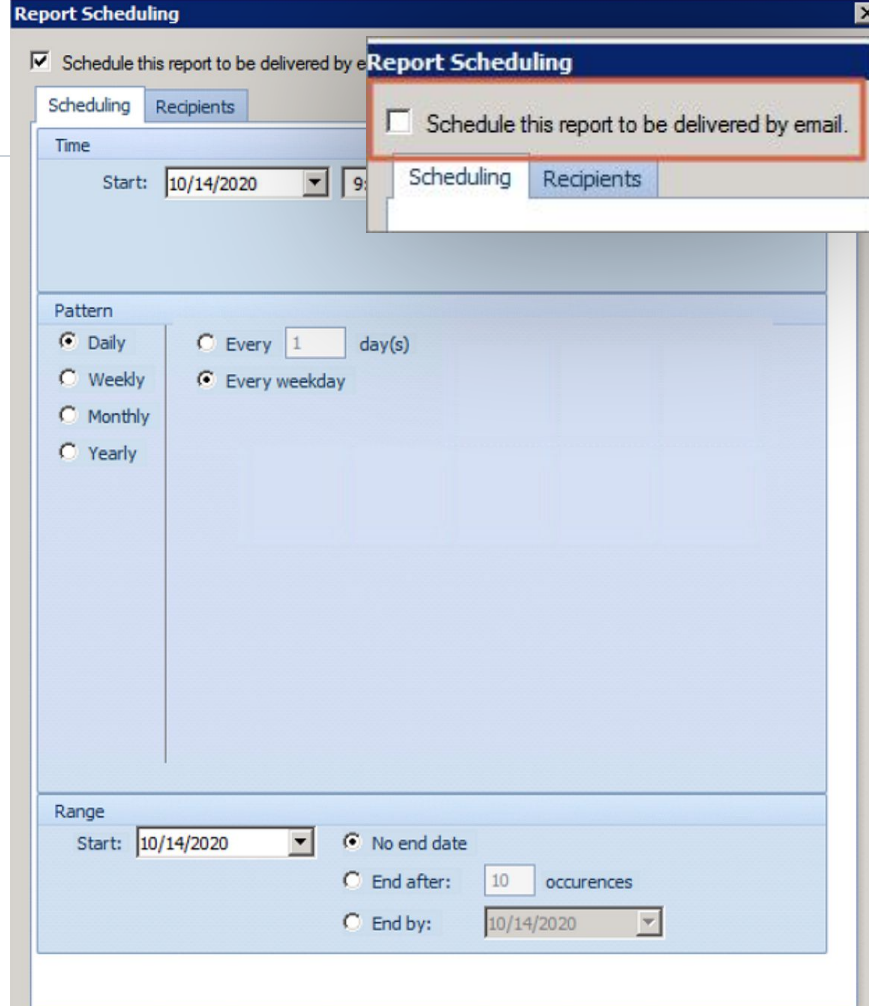 Report Scheduling
Schedule this report to be delivered by e
Report Scheduling
Schedule this report to be delivered by email.
Scheduling Recipients
Scheduling Recipients
Time
Start: 10/14/2020 9:
Pattern
Daily Every 1 day(s)
Weekly Every weekday
Monthly
Yearly
Range
Start: 10/14/2020 No end date
End after: 10 occurences
End by: 10/14/2020